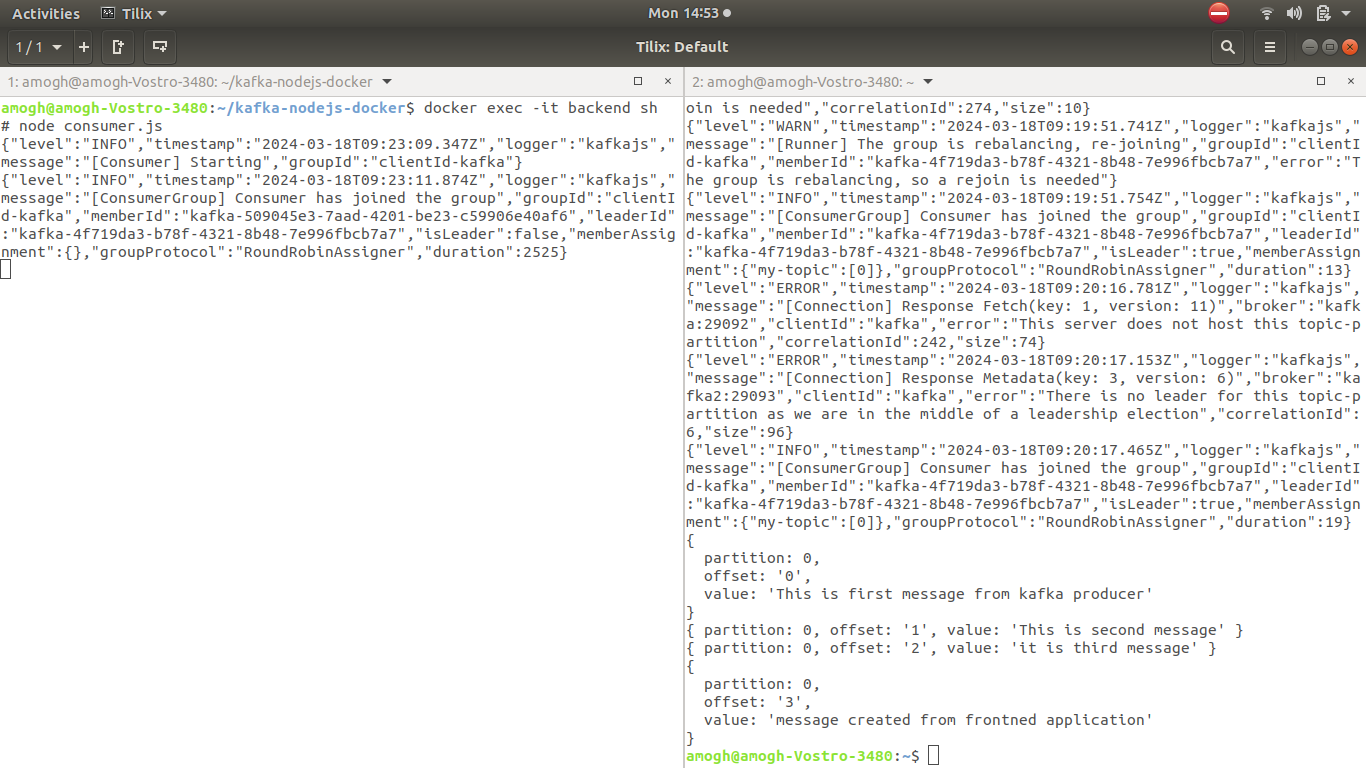 Activities Tilix Mon 14:53
1 / 1 Tilix: Default
1: amogh@amogh-Vostro-3480: ~/kafka-nodejs-docker
amogh@amogh-Vostro-3480:~/kafka-nodejs-docker$ docker exec -it backend sh
# node consumer.js
{"level":"INFO","timestamp":"2024-03-18T09:23:09.347Z","logger":"kafkajs","
message":"[Consumer] Starting","groupId":"clientId-kafka"}
{"level":"INFO","timestamp":"2024-03-18T09:23:11.874Z","logger":"kafkajs","
message":"[ConsumerGroup] Consumer has joined the group","groupId":"clientI
d-kafka","memberId":"kafka-509045e3-7aad-4201-be23-c59906e40af6","leaderId"
:"kafka-4f719da3-b78f-4321-8b48-7e996fbcb7a7","isLeader":false,"memberAssig
nment":{},"groupProtocol":"RoundRobinAssigner","duration":2525}
2: amogh@amogh-Vostro-3480: ~
oin is needed","correlationId":274,"size":10}
{"level":"WARN","timestamp":"2024-03-18T09:19:51.741Z","logger":"kafkajs","
message":"[Runner] The group is rebalancing, re-joining","groupId":"clientI
d-kafka","memberId":"kafka-4f719da3-b78f-4321-8b48-7e996fbcb7a7","error":"T
he group is rebalancing, so a rejoin is needed"}
{"level":"INFO","timestamp":"2024-03-18T09:19:51.754Z","logger":"kafkajs","
message":"[ConsumerGroup] Consumer has joined the group","groupId":"clientI
d-kafka","memberId":"kafka-4f719da3-b78f-4321-8b48-7e996fbcb7a7","leaderId"
:"kafka-4f719da3-b78f-4321-8b48-7e996fbcb7a7","isLeader":true,"memberAssign
ment":{"my-topic":[0]},"groupProtocol":"RoundRobinAssigner","duration":13}
{"level":"ERROR","timestamp":"2024-03-18T09:20:16.781Z","logger":"kafkajs",
"message":"[Connection] Response Fetch(key: 1, version: 11)","broker":"kafk
a:29092","clientId":"kafka","error":"This server does not host this topic-p
artition","correlationId":242,"size":74}
{"level":"ERROR","timestamp":"2024-03-18T09:20:17.153Z","logger":"kafkajs",
"message":"[Connection] Response Metadata(key: 3, version: 6)","broker":"ka
fka2:29093","clientId":"kafka","error":"There is no leader for this topic-p
artition as we are in the middle of a leadership election","correlationId":
6,"size":96}
{"level":"INFO","timestamp":"2024-03-18T09:20:17.465Z","logger":"kafkajs","
message":"[ConsumerGroup] Consumer has joined the group","groupId":"clientI
d-kafka","memberId":"kafka-4f719da3-b78f-4321-8b48-7e996fbcb7a7","leaderId"
:"kafka-4f719da3-b78f-4321-8b48-7e996fbcb7a7","isLeader":true,"memberAssign
ment":{"my-topic":[0]},"groupProtocol":"RoundRobinAssigner","duration":19}
{
  partition: 0,
  offset: '0',
  value: 'This is first message from kafka producer'
}
{ partition: 0, offset: '1', value: 'This is second message' }
{ partition: 0, offset: '2', value: 'it is third message' }
{
  partition: 0,
  offset: '3',
  value: 'message created from frontned application'
}
amogh@amogh-Vostro-3480:~$